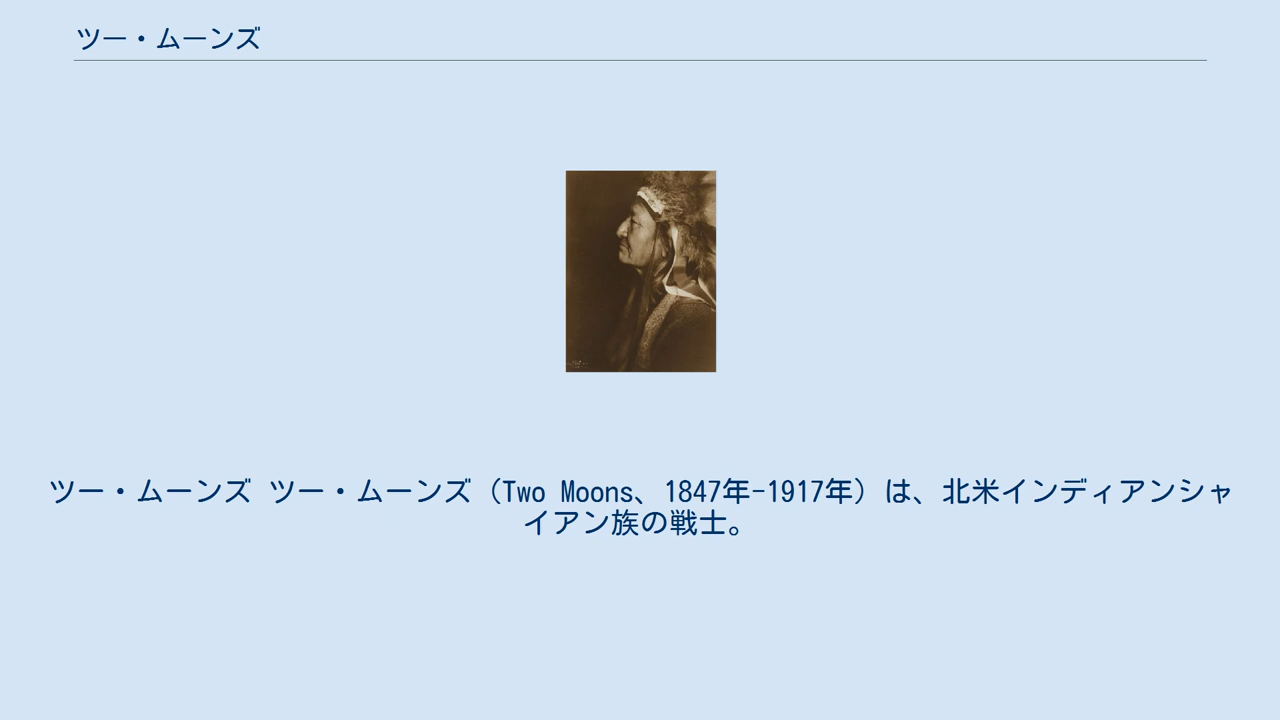 ツー・ムーンズ
ツー・ムーンズ ツー・ムーンズ（Two Moons、1847年-1917年）は、北米インディアンシャ
イアン族の戦士。